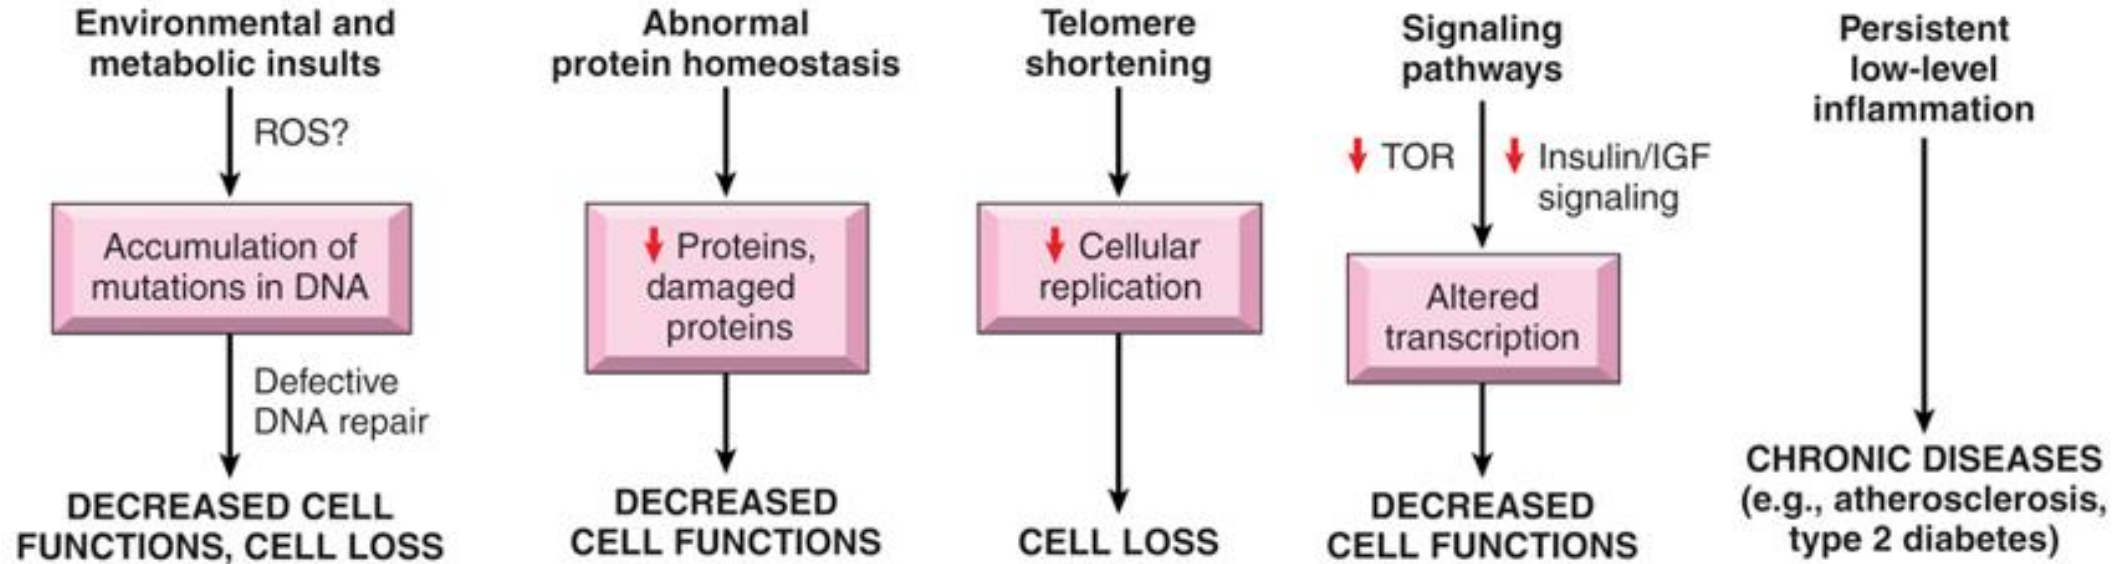 Environmental and
metabolic insults
ROS?
Accumulation of
mutations in DNA
Defective
DNA repair
DECREASED CELL
FUNCTIONS, CELL LOSS
Abnormal
protein homeostasis
↓ Proteins,
damaged
proteins
DECREASED
CELL FUNCTIONS
Telomere
shortening
↓ Cellular
replication
CELL LOSS
Signaling
pathways
↓ TOR
↓ Insulin/IGF
signaling
Altered
transcription
DECREASED
CELL FUNCTIONS
Persistent
low-level
inflammation
CHRONIC DISEASES
(e.g., atherosclerosis,
type 2 diabetes)